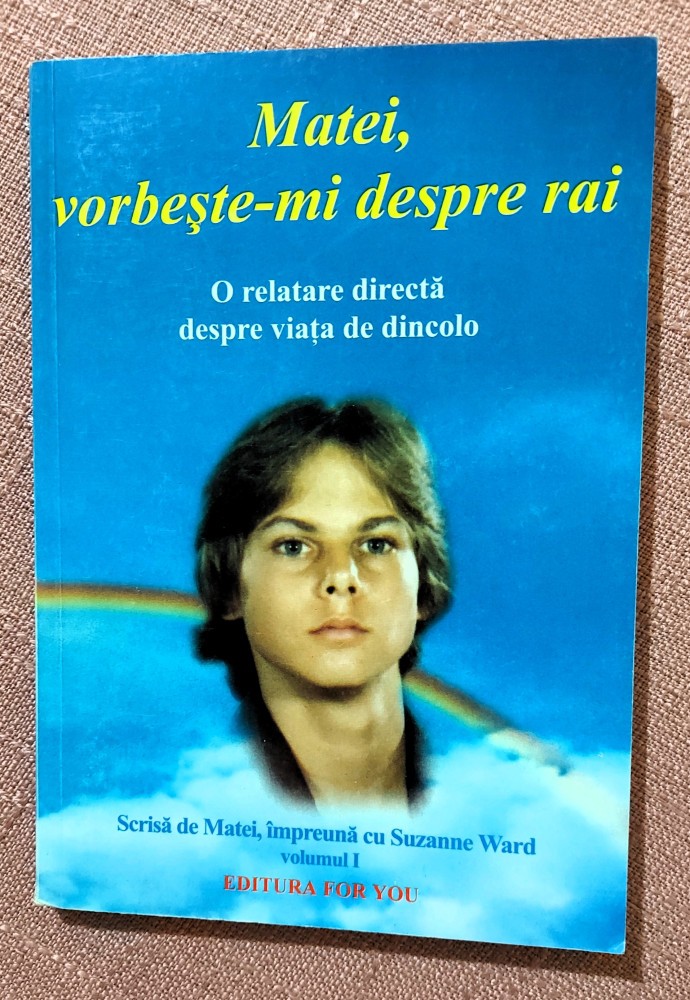 Matei,
vorbeşte-mi despre rai
O relatare directă
despre viaţa de dincolo
Scrisă de Matei, împreună cu Suzanne Ward
volumul I
EDITURA FOR YOU